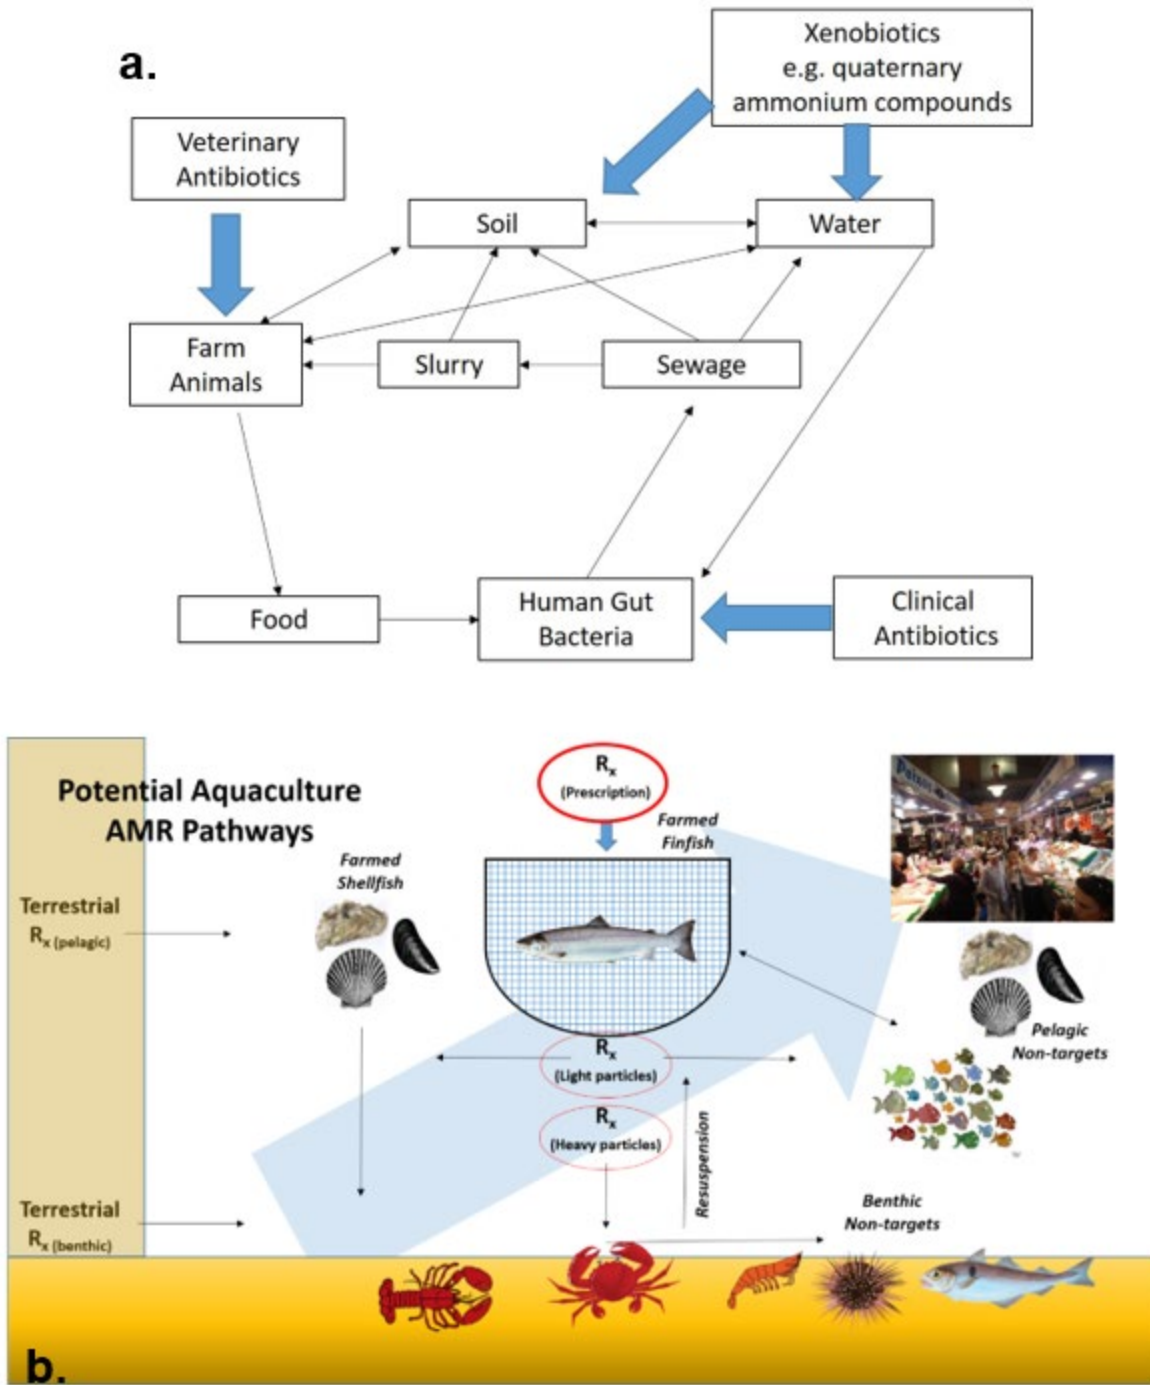 a.
Xenobiotics
e.g. quaternary
ammonium compounds
Veterinary
Antibiotics
Soil
Water
Farm
Animals
Slurry
Sewage
Food
Human Gut
Bacteria
Clinical
Antibiotics
Potential Aquaculture
AMR Pathways
Rx
(Prescription)
Farmed
Finfish
Farmed
Shellfish
Terrestrial
Rx (pelagic)
Pelagic
Non-targets
Rx
(Light particles)
Rx
(Heavy particles)
Resuspension
Terrestrial
Rx (benthic)
Benthic
Non-targets
b.